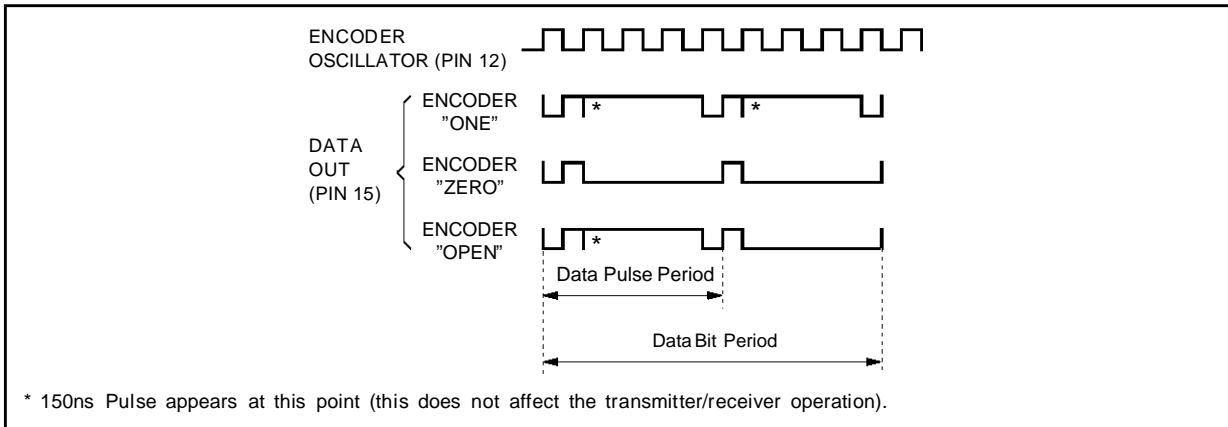 ENCODER
OSCILLATOR (PIN 12)
ENCODER
”ONE”
*
*
DATA
OUT
(PIN 15)
ENCODER
”ZERO”
ENCODER
”OPEN”
*
Data Pulse Period
Data Bit Period
* 150ns Pulse appears at this point (this does not affect the transmitter/receiver operation).